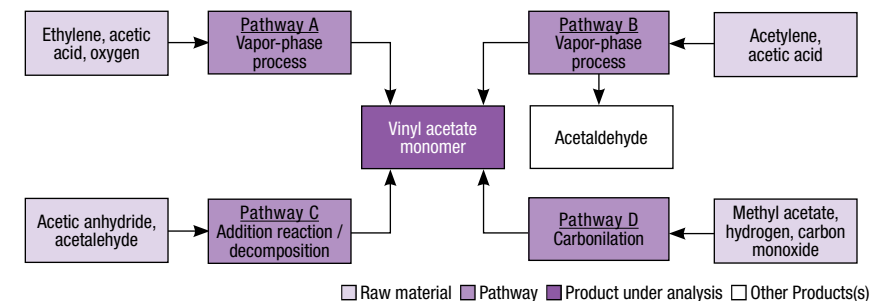 Ethylene, acetic
acid, oxygen
Pathway A
Vapor-phase
process
Pathway B
Vapor-phase
process
Acetylene,
acetic acid
Vinyl acetate
monomer
Acetaldehyde
Acetic anhydride,
acetalehyde
Pathway C
Addition reaction /
decomposition
Pathway D
Carbonilation
Methyl acetate,
hydrogen, carbon
monoxide
Raw material
Pathway
Product under analysis
Other Products(s)